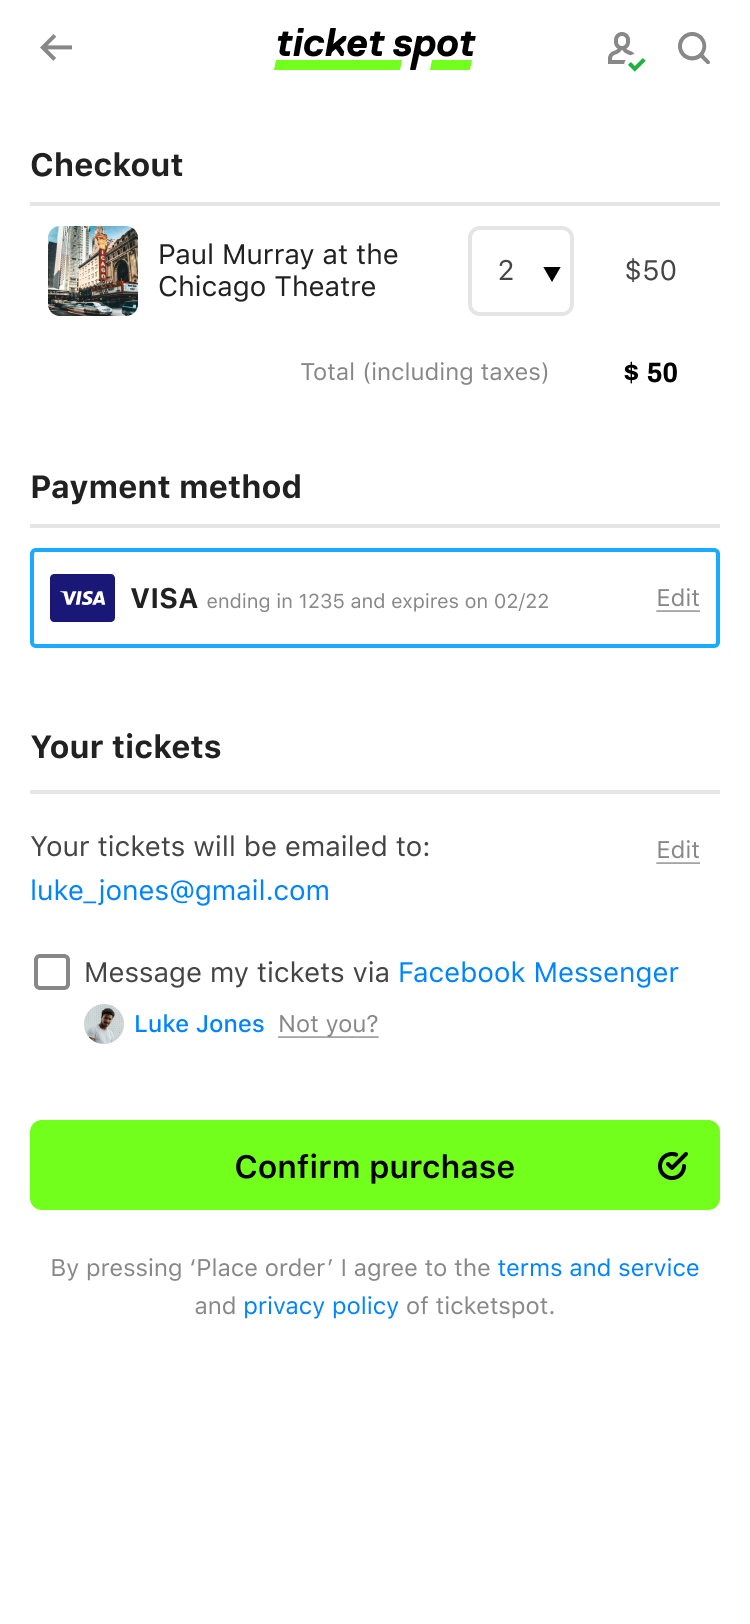 ticket spot
Checkout
Paul Murray at the
Chicago Theatre
2
$50
Total (including taxes)
$ 50
Payment method
VISA
VISA ending in 1235 and expires on 02/22
Edit
Your tickets
Your tickets will be emailed to:
Edit
luke_jones@gmail.com
Message my tickets via Facebook Messenger
Luke Jones Not you?
Confirm purchase
By pressing ‘Place order’ I agree to the terms and service
and privacy policy of ticketspot.